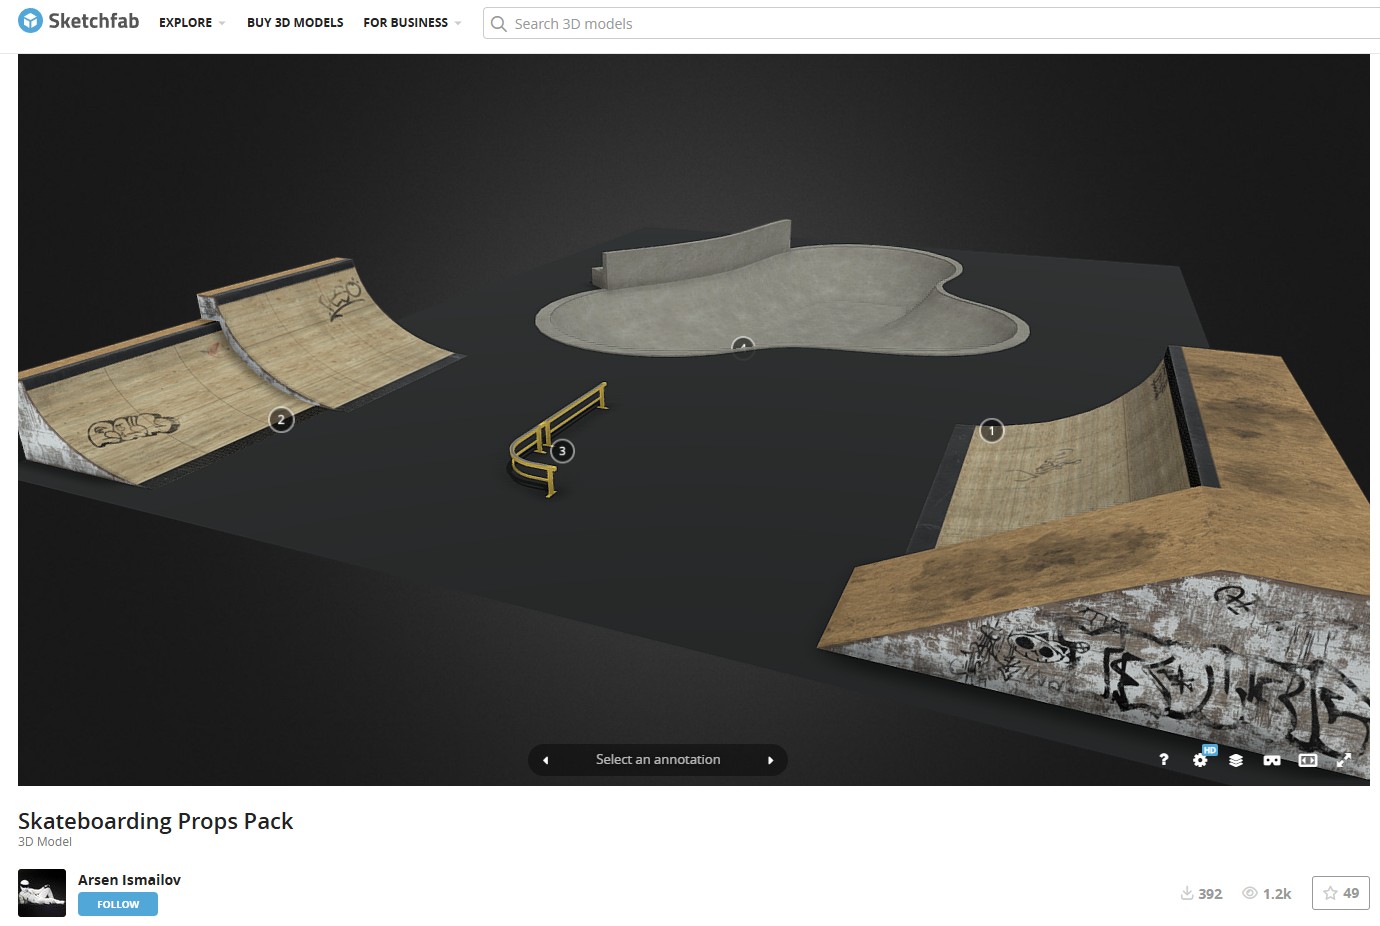 Sketchfab
EXPLORE BUY 3D MODELS FOR BUSINESS
Search 3D models
4
2
3
1
Select an annotation
?
HD
Skateboarding Props Pack
3D Model
Arsen Ismailov
FOLLOW
392 1.2k 49